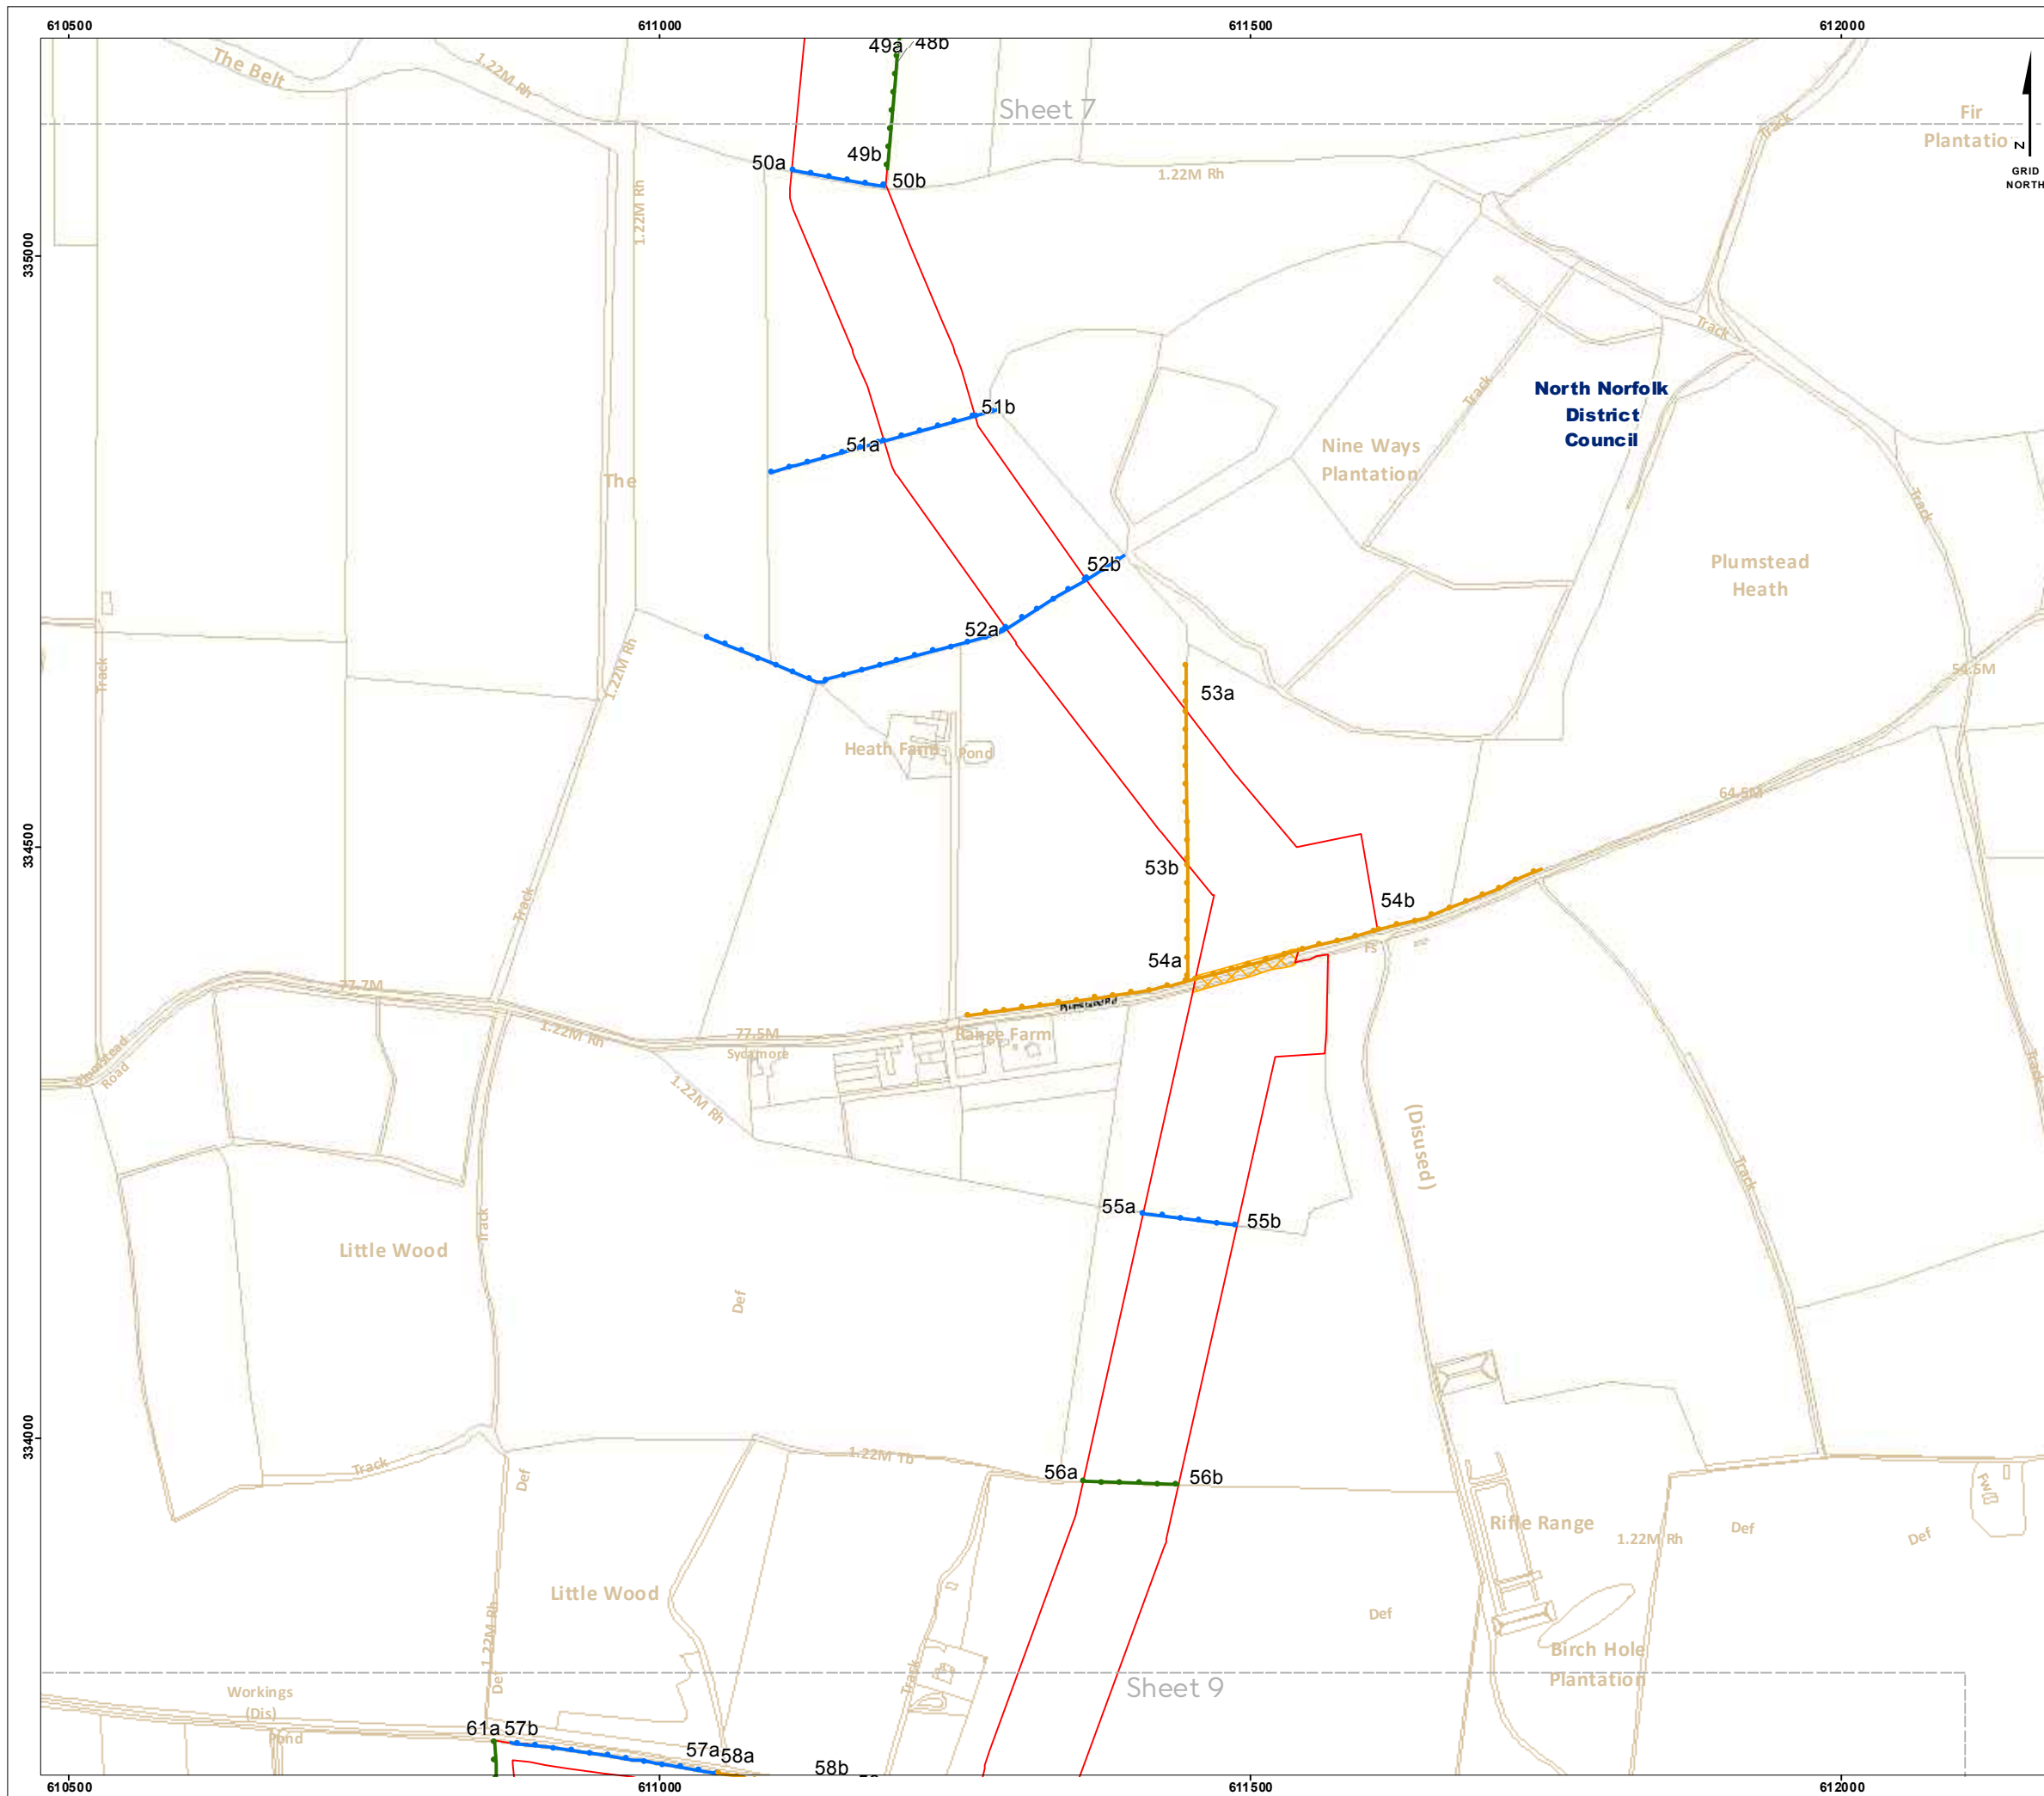 610500
611000
611500
612000
49a
48b
The Belt
1.22M Rh
Sheet 7
Fir
Plantatio
Track
Z
GRID
NORTH
49b
50a
50b
1.22M Rh
1.22M Rh
335000
Track
North Norfolk
District
Council
Track
51b
51a
Nine Ways
Plantation
The
Track
52b
Plumstead
Heath
52a
Track
1.22M Rh
53a
Heath Farm
Pond
64.5M
334500
53b
54b
Track
54a
77.7M
Range Farm
77.5M
Sycamore
1.22M Rh
Plumstead
Road
1.22M Rh
(Disused)
Track
Track
55a
55b
Track
Little Wood
Def
334000
1.22M Tb
56a
56b
Track
Def
FW
Rifle Range
1.22M Rh
Def
Def
Little Wood
Def
1.22M Rh
Def
Birch Hole
Plantation
Track
Sheet 9
Workings
(Dis)
Pond
61a
57b
57a
58a
58b
610500
611000
611500
612000